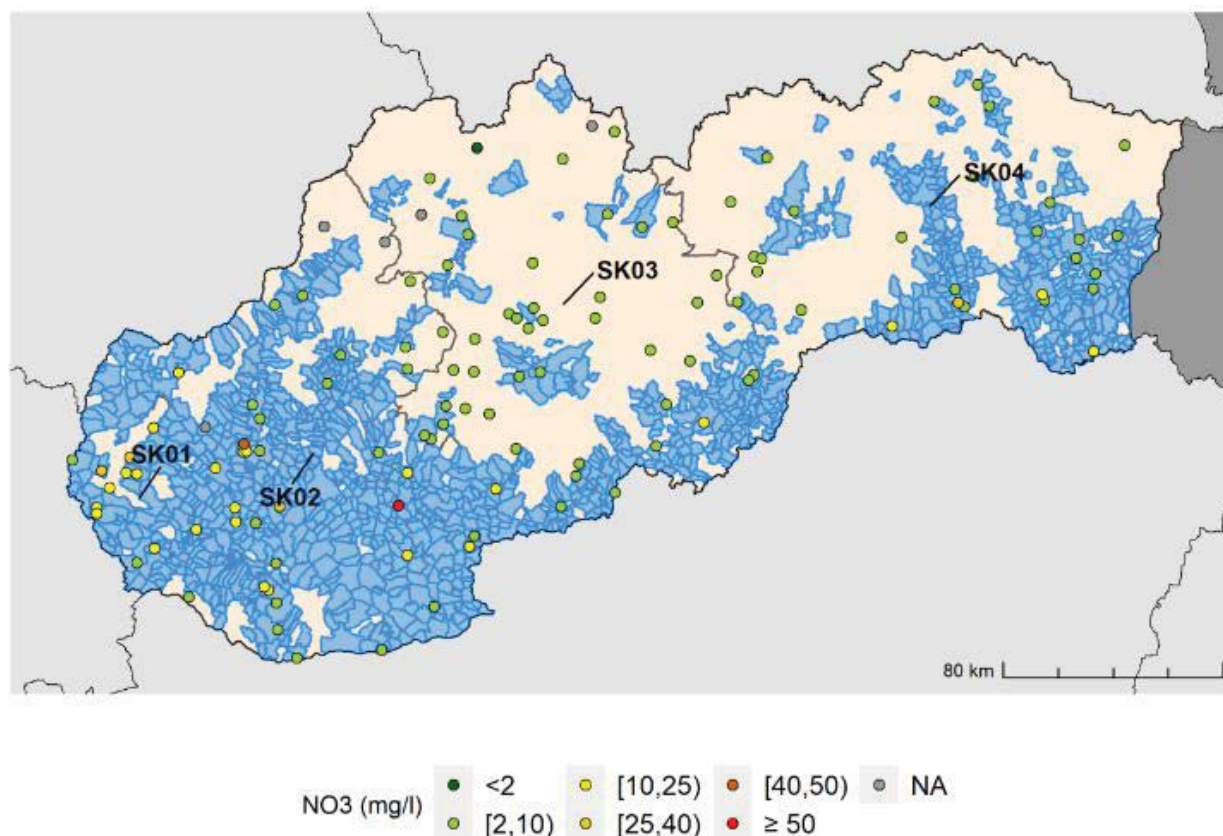 SK04
SK03
SK01
SK02
80 km
NO3 (mg/l)
<2
[10,25)
[40,50)
NA
[2,10)
[25,40)
≥ 50